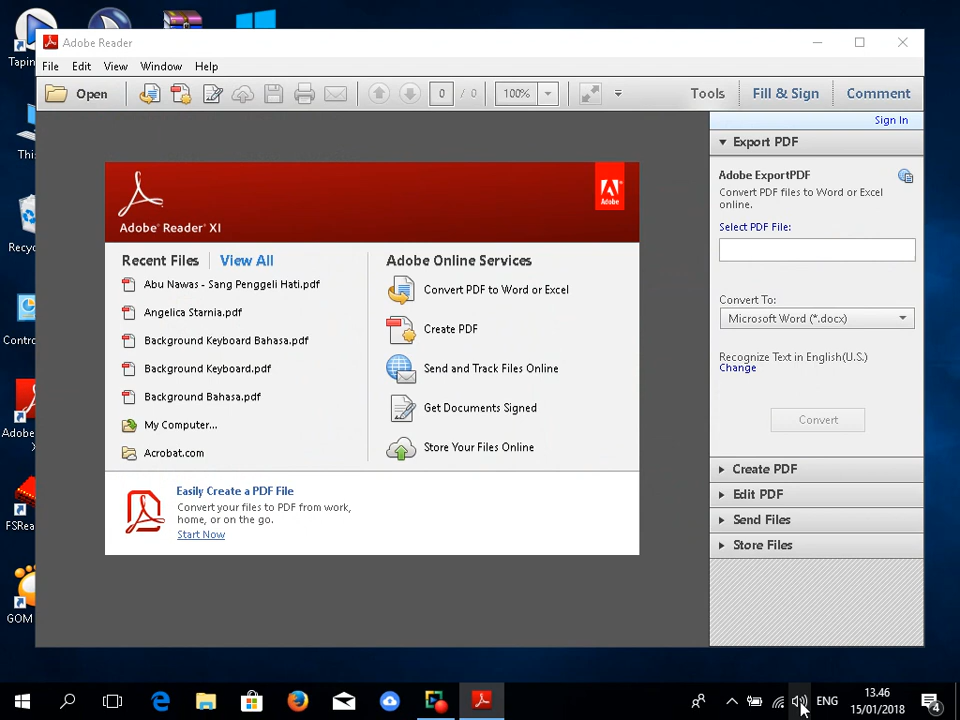 Adobe Reader
File Edit View Window Help
Open 0 / 0 100% Tools Fill & Sign Comment
Sign In
Export PDF
Adobe ExportPDF
Convert PDF files to Word or Excel
online.
Select PDF File:
Convert To:
Microsoft Word (*.docx)
Recognize Text in English(U.S.)
Change
Convert
Create PDF
Edit PDF
Send Files
Store Files
Adobe® Reader® XI
Adobe
Recent Files View All
Abu Nawas - Sang Penggeli Hati.pdf
Angelica Starnia.pdf
Background Keyboard Bahasa.pdf
Background Keyboard.pdf
Background Bahasa.pdf
My Computer...
Acrobat.com
Adobe Online Services
Convert PDF to Word or Excel
Create PDF
Send and Track Files Online
Get Documents Signed
Store Your Files Online
Easily Create a PDF File
Convert your files to PDF from work,
home, or on the go.
Start Now
Tapin
This
Recyc
Contro
Adobe
X
FSRea
GOM
ENG
13.46
15/01/2018
4